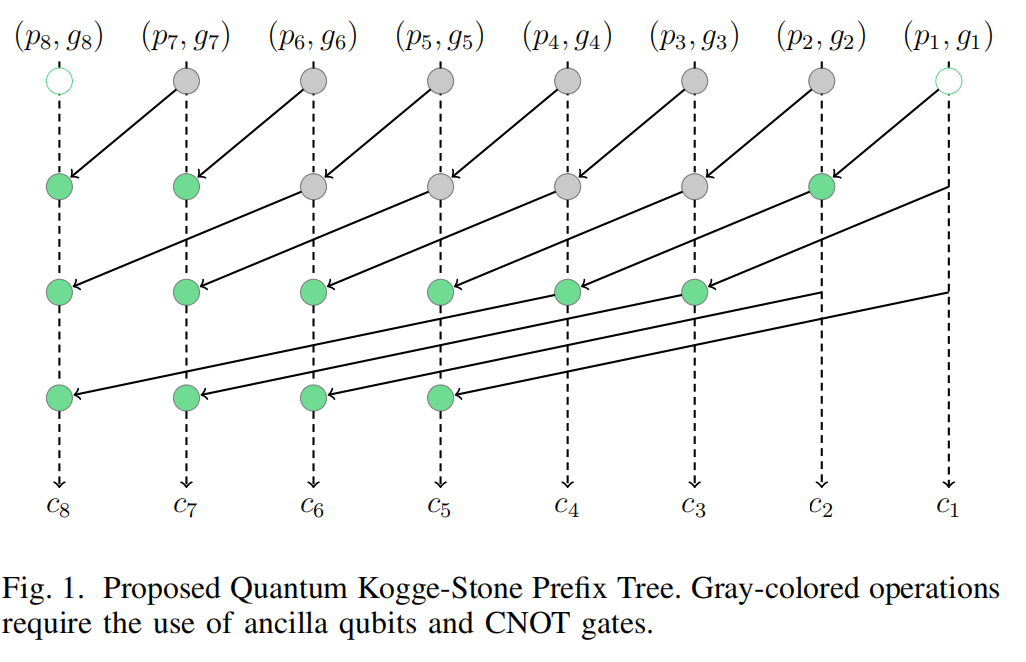 (p₈, g₈) (p₇, g₇) (p₆, g₆) (p₅, g₅) (p₄, g₄) (p₃, g₃) (p₂, g₂) (p₁, g₁)
c₈ c₇ c₆ c₅ c₄ c₃ c₂ c₁
Fig. 1. Proposed Quantum Kogge-Stone Prefix Tree. Gray-colored operations
require the use of ancilla qubits and CNOT gates.